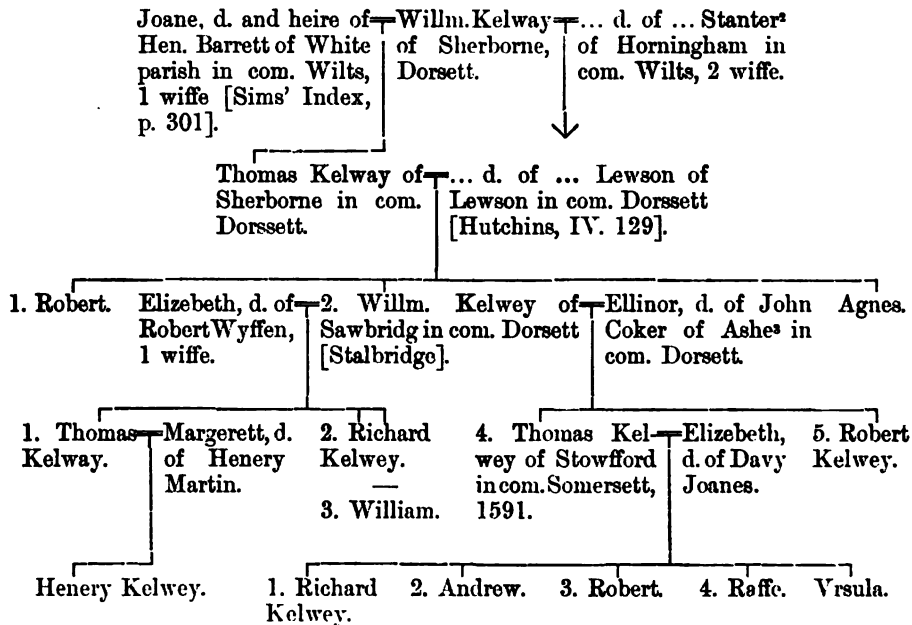 Joane, d. and heire of Willm. Kelway ... d. of ... Stanter²
Hen. Barrett of White of Sherborne, of Horningham in
parish in com. Wilts, Dorsett. com. Wilts, 2 wiffe.
1 wiffe [Sims' Index,
p. 301].
Thomas Kelway of ... d. of ... Lewson of
Sherborne in com. Lewson in com. Dorssett
Dorssett. [Hutchins, IV. 129].
1. Robert. Elizebeth, d. of 2. Willm. Kelwey of Ellinor, d. of John Agnes.
Robert Wyffen, Sawbridg in com. Dorsett Coker of Ashe³ in
1 wiffe. [Stalbridge]. com. Dorsett.
1. Thomas Margerett, d. 2. Richard 4. Thomas Kel- Elizebeth, 5. Robert
Kelway. of Henery Kelwey. wey of Stowfford d. of Davy Kelwey.
Martin. — in com. Somersett, Joanes.
3. William. 1591.
Henery Kelwey. 1. Richard 2. Andrew. 3. Robert. 4. Raffe. Vrsula.
Kelwey.